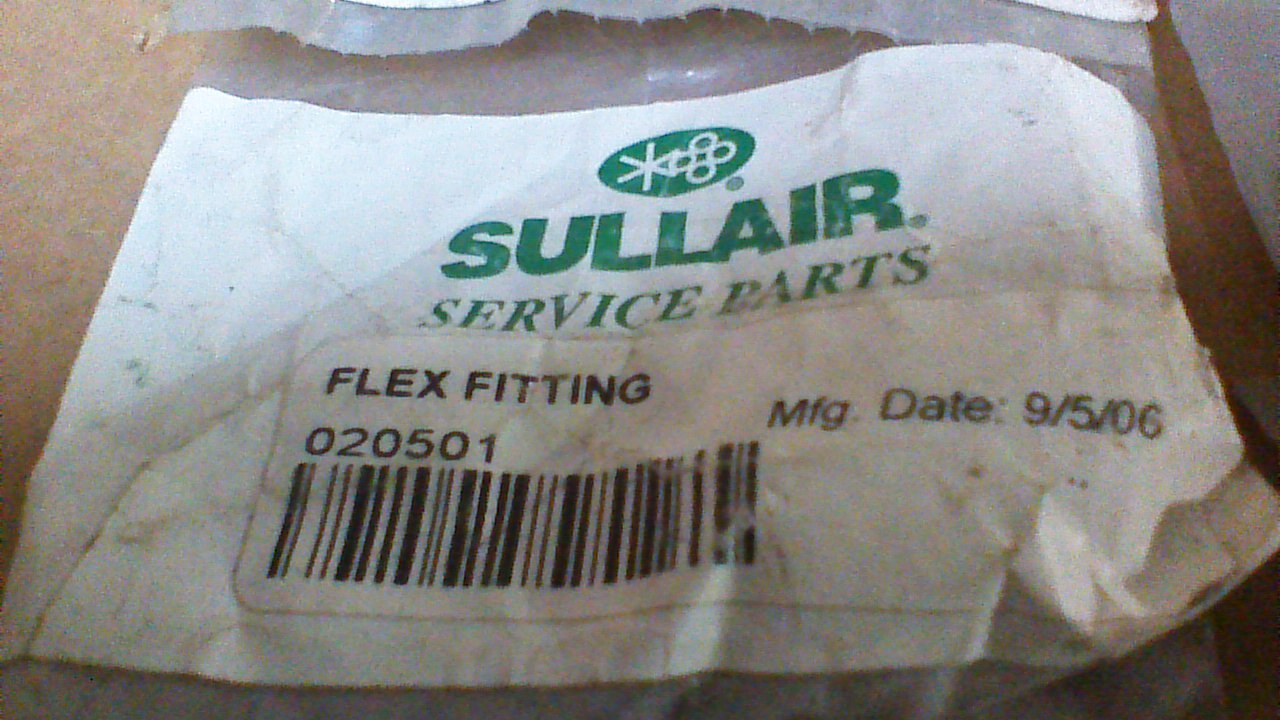 SULLAIR
SERVICE PARTS
FLEX FITTING
020501
Mfg. Date: 9/5/06